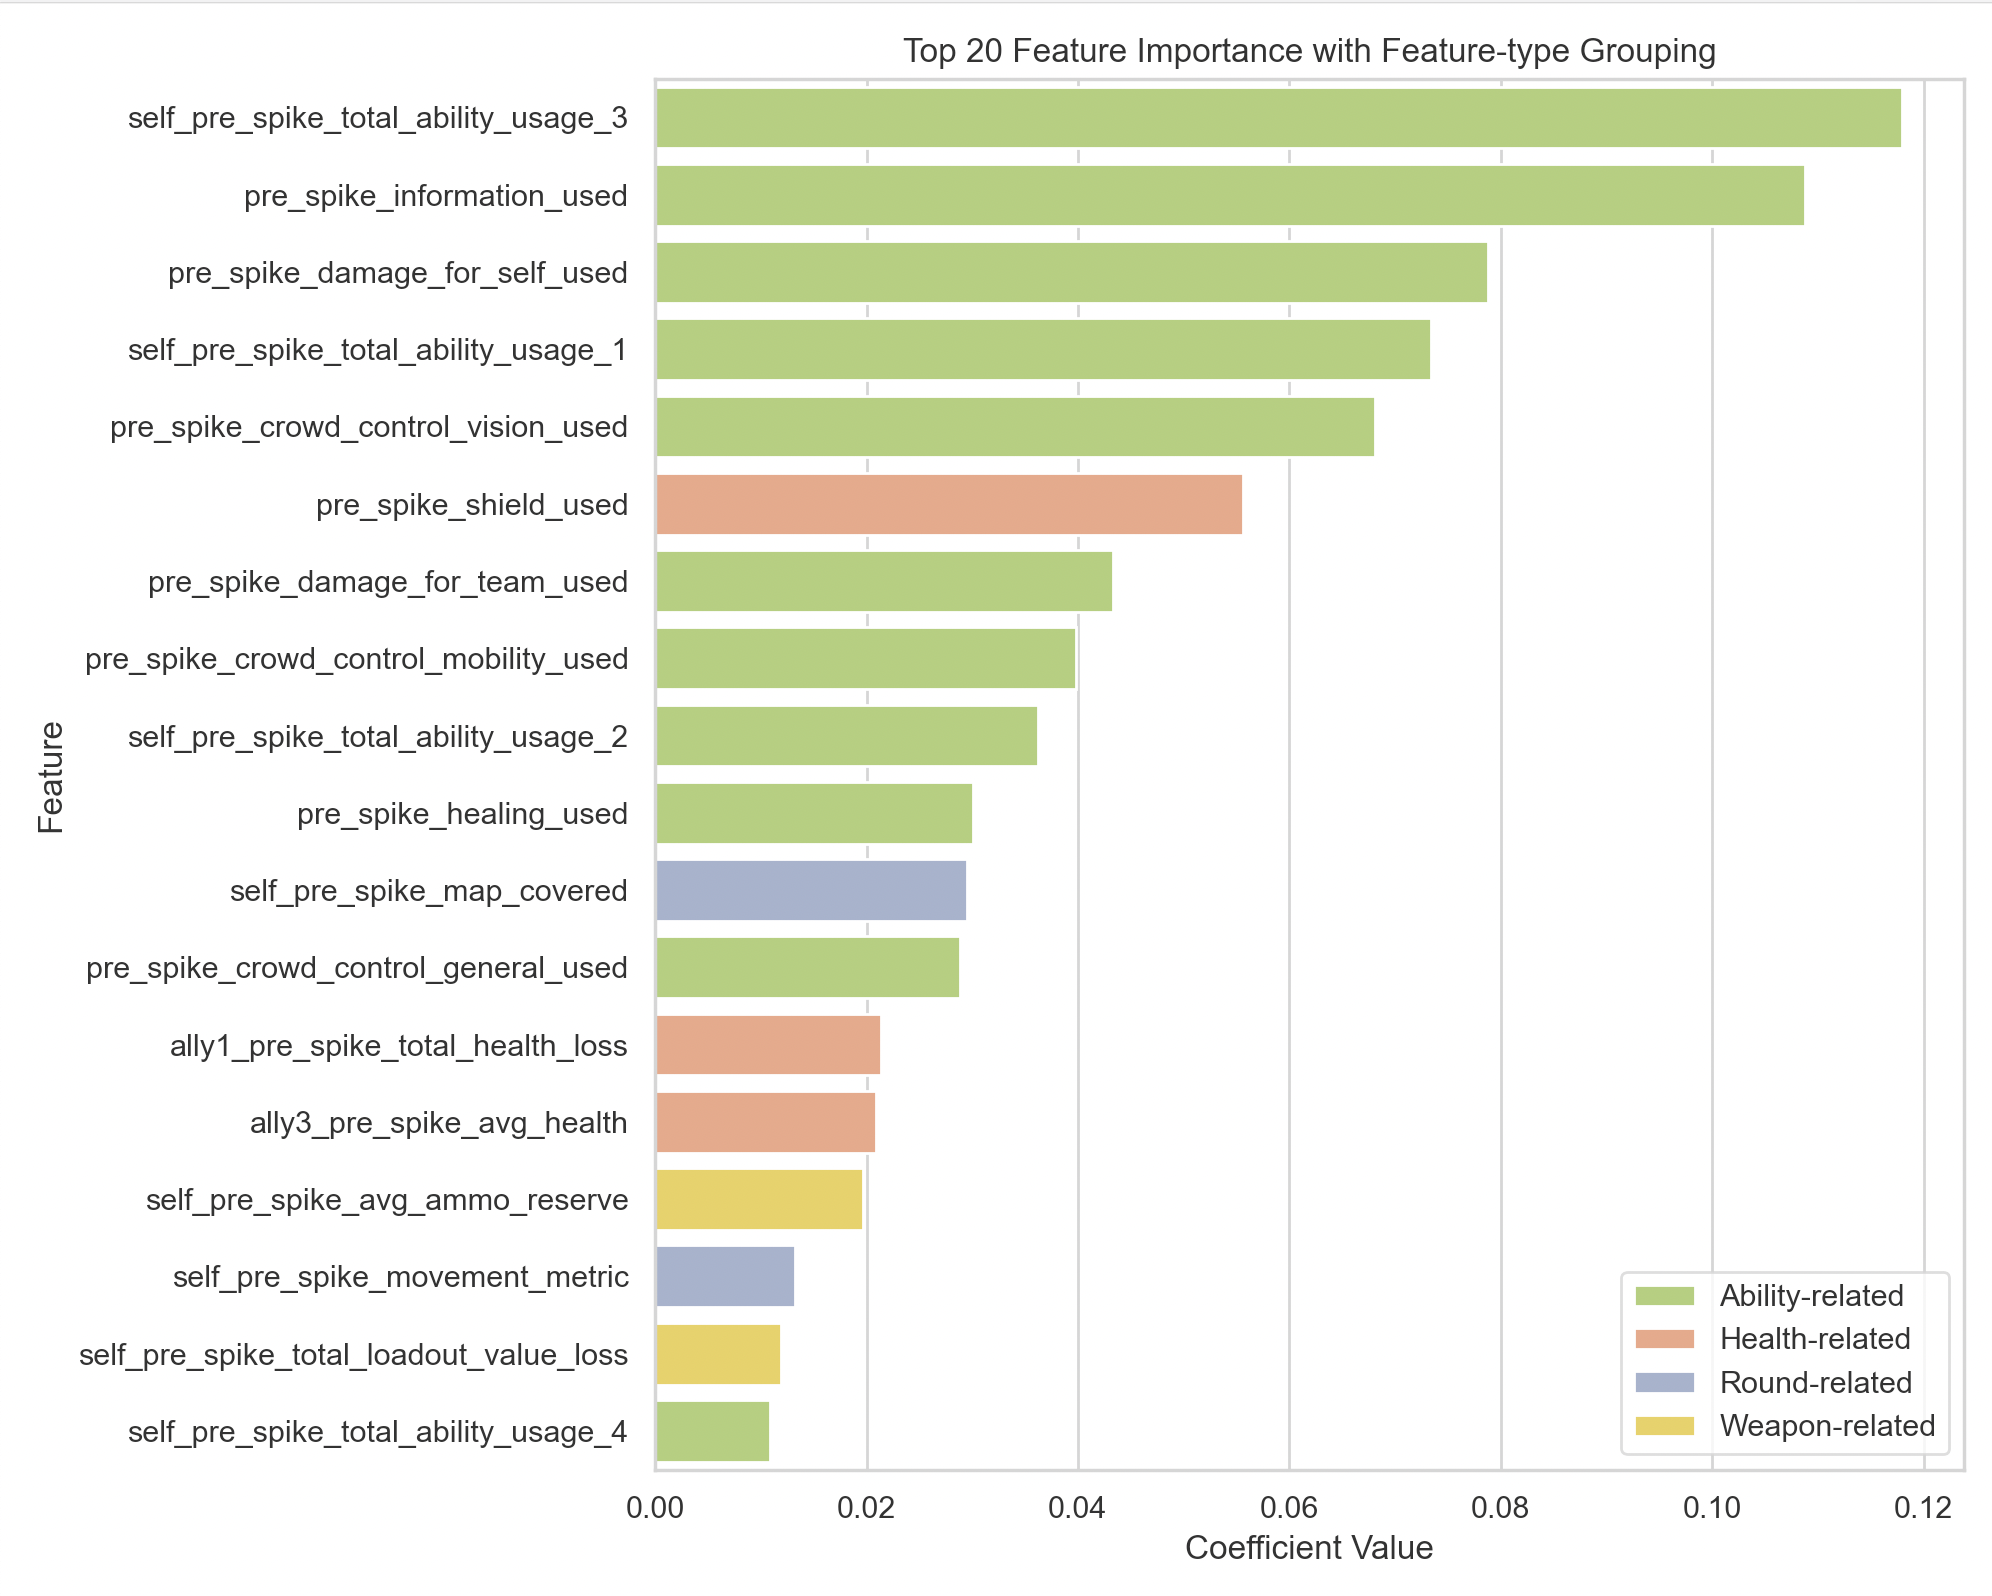 Top 20 Feature Importance with Feature-type Grouping
self_pre_spike_total_ability_usage_3
pre_spike_information_used
pre_spike_damage_for_self_used
self_pre_spike_total_ability_usage_1
pre_spike_crowd_control_vision_used
pre_spike_shield_used
pre_spike_damage_for_team_used
pre_spike_crowd_control_mobility_used
self_pre_spike_total_ability_usage_2
pre_spike_healing_used
self_pre_spike_map_covered
pre_spike_crowd_control_general_used
ally1_pre_spike_total_health_loss
ally3_pre_spike_avg_health
self_pre_spike_avg_ammo_reserve
self_pre_spike_movement_metric
self_pre_spike_total_loadout_value_loss
self_pre_spike_total_ability_usage_4
Feature
Ability-related
Health-related
Round-related
Weapon-related
0.00 0.02 0.04 0.06 0.08 0.10 0.12
Coefficient Value